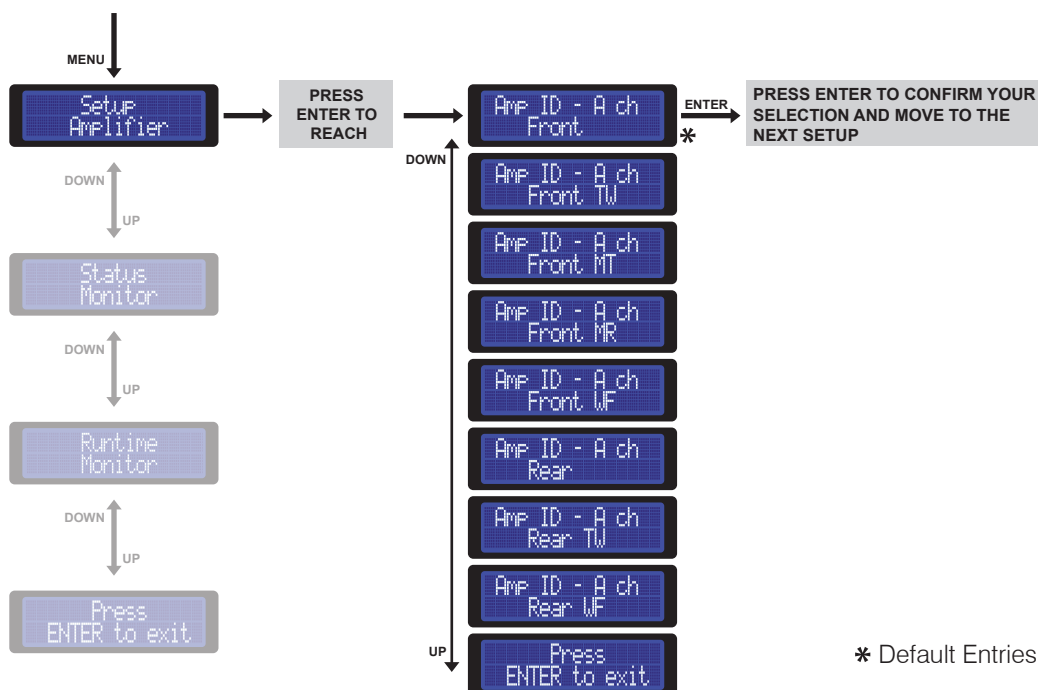 MENU
Setup
Amplifier
DOWN
UP
Status
Monitor
DOWN
UP
Runtime
Monitor
DOWN
UP
Press
ENTER to exit
PRESS
ENTER TO
REACH
DOWN
UP
Amp ID - A ch
Front
*
Amp ID - A ch
Front TW
Amp ID - A ch
Front MT
Amp ID - A ch
Front MR
Amp ID - A ch
Front WF
Amp ID - A ch
Rear
Amp ID - A ch
Rear TW
Amp ID - A ch
Rear WF
Press
ENTER to exit
ENTER
PRESS ENTER TO CONFIRM YOUR
SELECTION AND MOVE TO THE
NEXT SETUP
* Default Entries